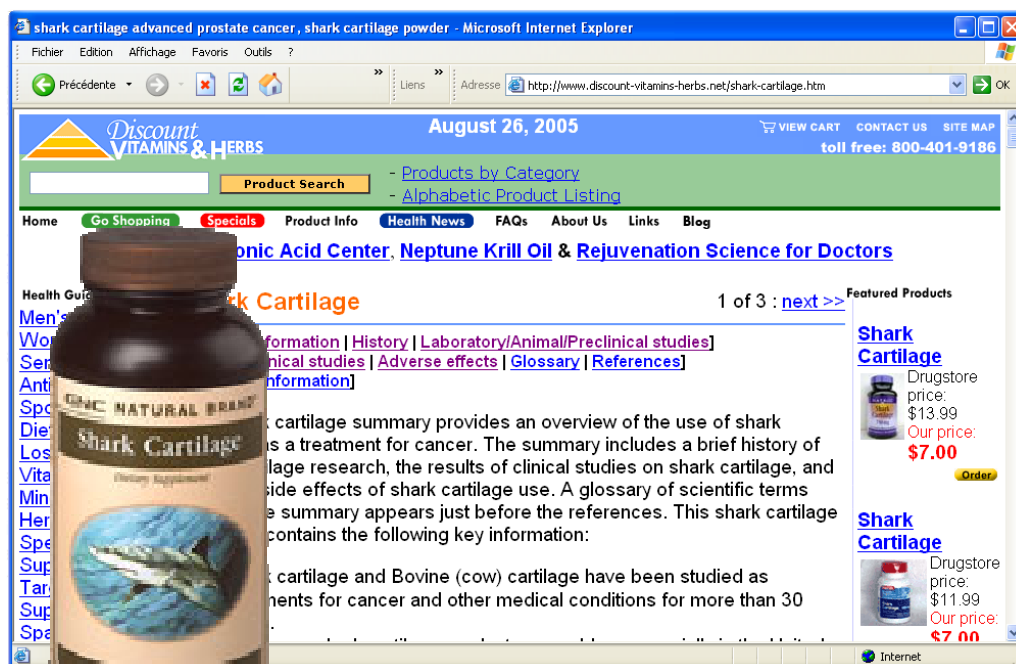 shark cartilage advanced prostate cancer, shark cartilage powder - Microsoft Internet Explorer
Fichier Edition Affichage Favoris Outils ?
Précédente » Liens » Adresse http://www.discount-vitamins-herbs.net/shark-cartilage.htm OK
Discount
VITAMINS & HERBS
August 26, 2005
VIEW CART CONTACT US SITE MAP
toll free: 800-401-9186
Product Search
- Products by Category
- Alphabetic Product Listing
Home Go Shopping Specials Product Info Health News FAQs About Us Links Blog
onic Acid Center, Neptune Krill Oil & Rejuvenation Science for Doctors
Health Gui
Men's
Wo
Sen
Anti
Spo
Die
Los
Vita
Min
Her
Spe
Sup
Tar
Sup
Spa
rk Cartilage
1 of 3 : next >>
formation | History | Laboratory/Animal/Preclinical studies]
nical studies | Adverse effects | Glossary | References]
nformation]
k cartilage summary provides an overview of the use of shark
as a treatment for cancer. The summary includes a brief history of
lage research, the results of clinical studies on shark cartilage, and
side effects of shark cartilage use. A glossary of scientific terms
e summary appears just before the references. This shark cartilage
contains the following key information:
k cartilage and Bovine (cow) cartilage have been studied as
ments for cancer and other medical conditions for more than 30
Featured Products
Shark
Cartilage
Drugstore
price:
$13.99
Our price:
$7.00
Order
Shark
Cartilage
Drugstore
price:
$11.99
Our price:
$7.00
GNC NATURAL BRAND
Shark Cartilage
Dietary Supplement
Internet